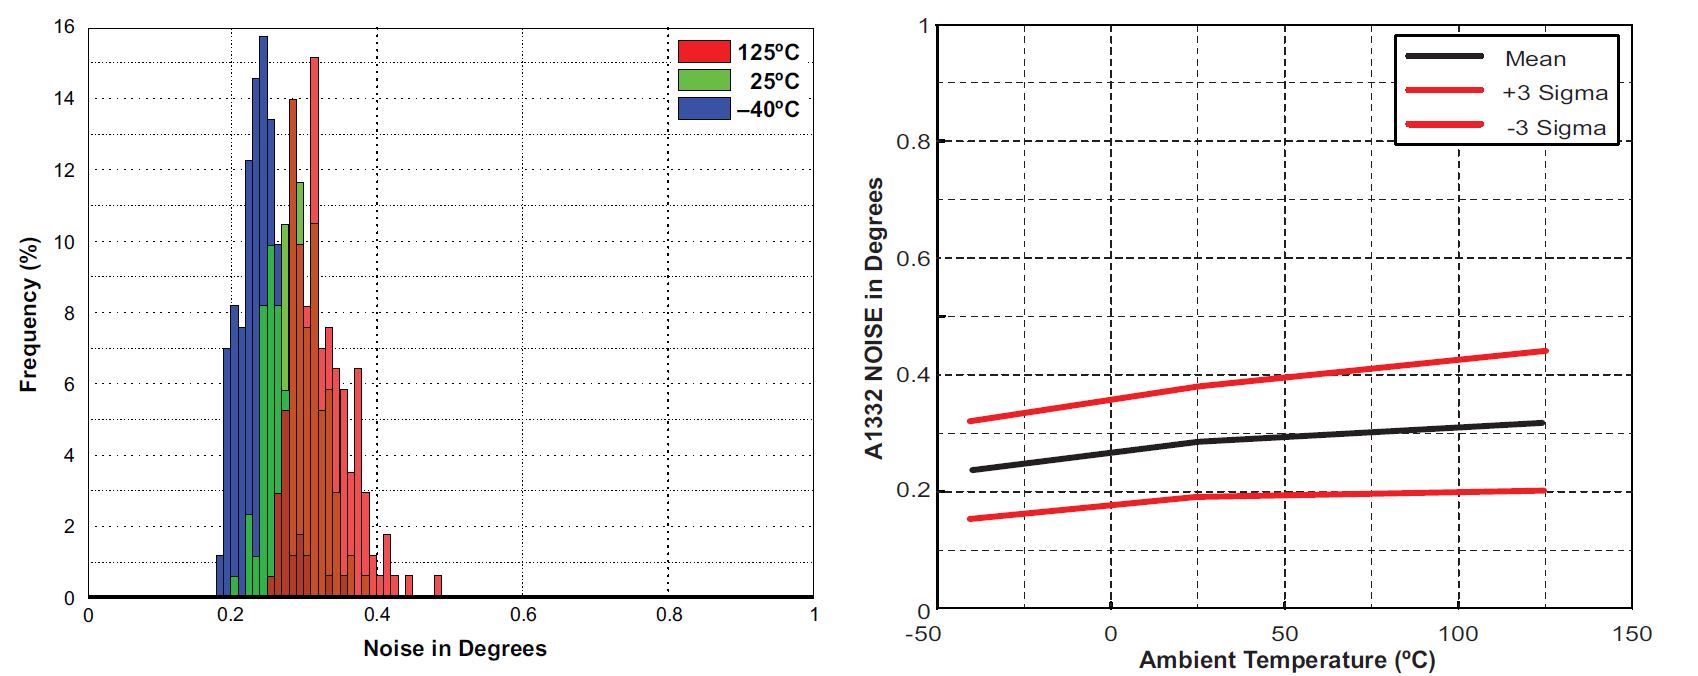 16
14
12
10
8
6
4
2
0
Frequency (%)
125ºC
25ºC
–40ºC
0
0.2
0.4
0.6
0.8
1
Noise in Degrees
1
0.8
0.6
0.4
0.2
0
A1332 NOISE in Degrees
Mean
+3 Sigma
-3 Sigma
-50
0
50
100
150
Ambient Temperature (ºC)